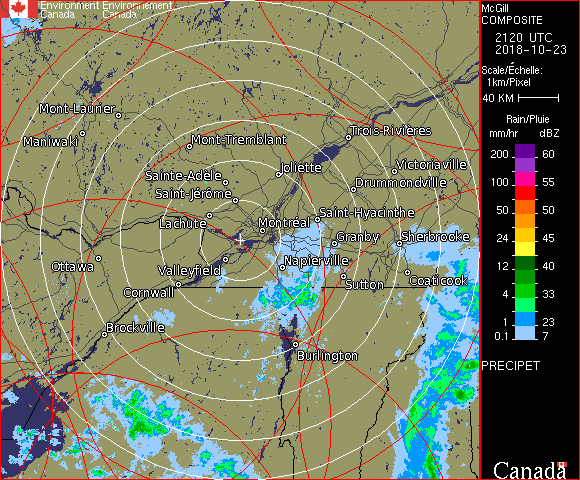 Environment Environnement
Canada Canada
McGill
COMPOSITE
2120 UTC
2018-10-23
Scale/Échelle:
1km/Pixel
40 KM
Rain/Pluie
mm/hr dBZ
200 60
100 55
50 50
24 45
12 40
4 33
1 23
0.1 7
PRECIPET
Canada
Mont-Laurier
Maniwaki
Mont-Tremblant
Trois-Rivières
Sainte-Adèle
Joliette
Victoriaville
Saint-Jérôme
Drummondville
Lachute
Montréal
Saint-Hyacinthe
Granby
Sherbrooke
Ottawa
Valleyfield
Napierville
Cornwall
Sutton
Coaticook
Brockville
Burlington